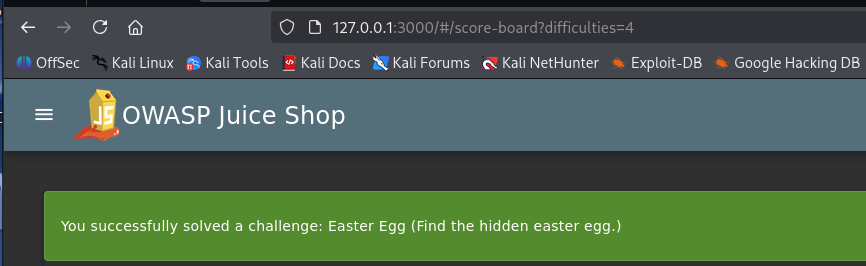 127.0.0.1:3000/#/score-board?difficulties=4
OffSec Kali Linux Kali Tools Kali Docs Kali Forums Kali NetHunter Exploit-DB Google Hacking DB
JS OWASP Juice Shop
You successfully solved a challenge: Easter Egg (Find the hidden easter egg.)